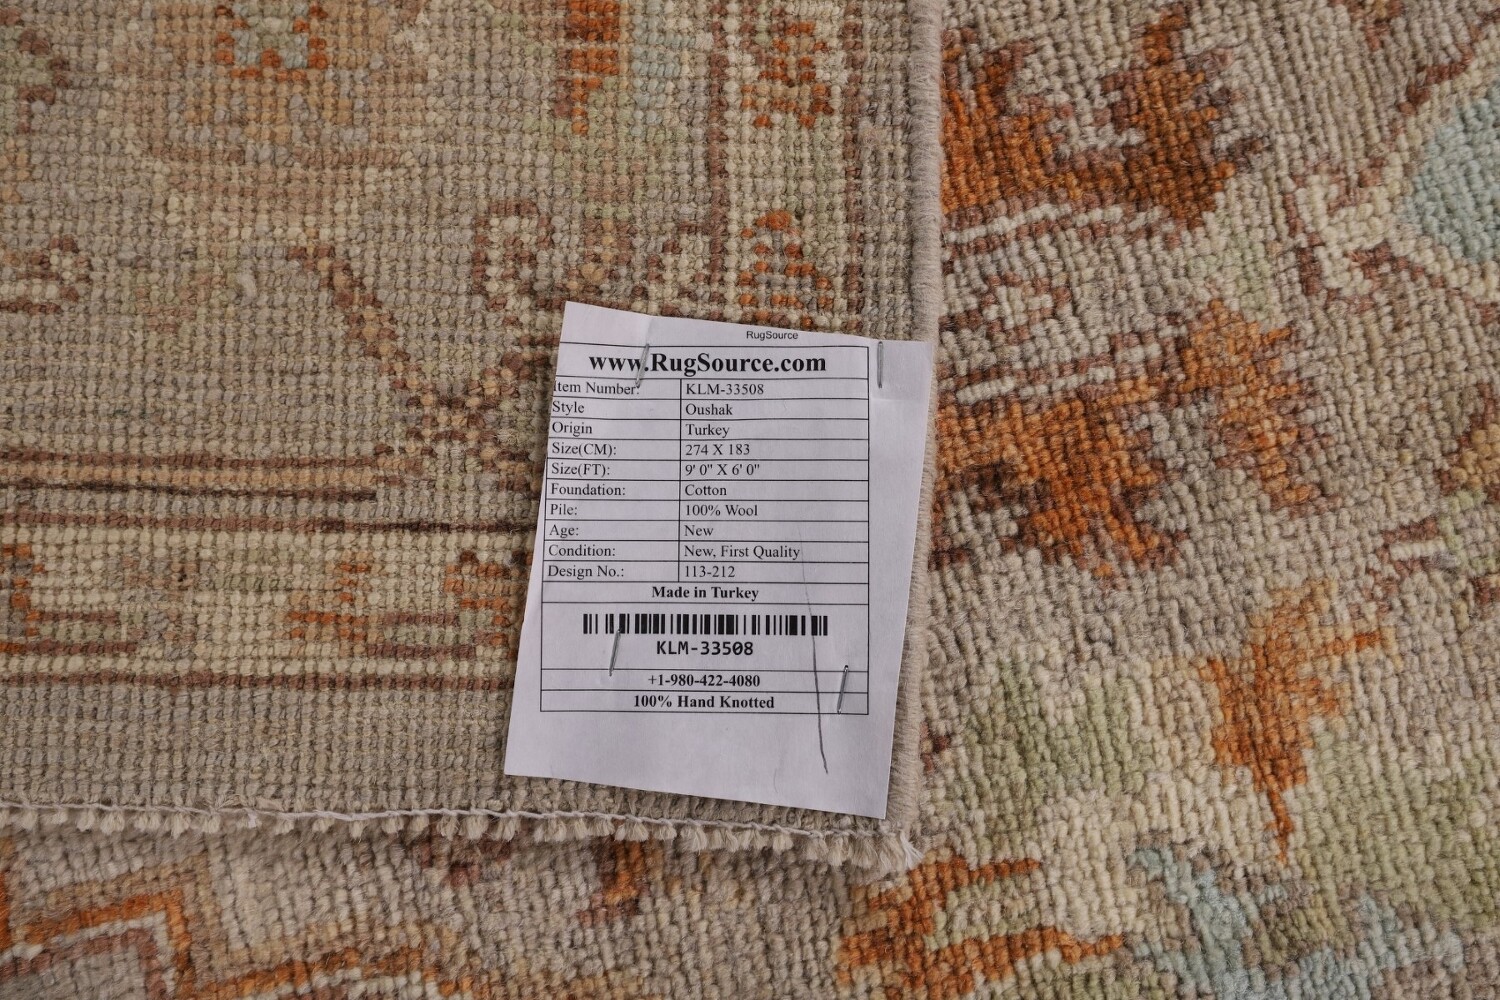 RugSource
www.RugSource.com
Item Number: KLM-33508
Style Oushak
Origin Turkey
Size(CM): 274 X 183
Size(FT): 9' 0" X 6' 0"
Foundation: Cotton
Pile: 100% Wool
Age: New
Condition: New, First Quality
Design No.: 113-212
Made in Turkey
KLM-33508
+1-980-422-4080
100% Hand Knotted